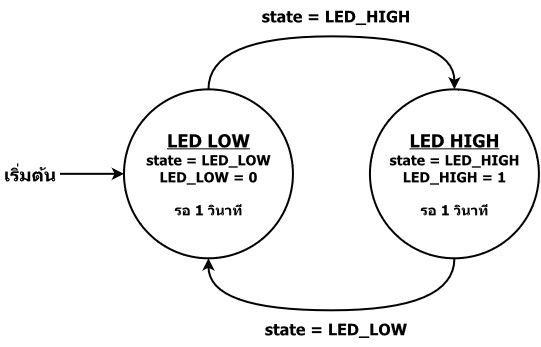 state = LED_HIGH
เริ่มต้น
LED LOW
state = LED_LOW
LED_LOW = 0
รอ 1 วินาที
LED HIGH
state = LED_HIGH
LED_HIGH = 1
รอ 1 วินาที
state = LED_LOW